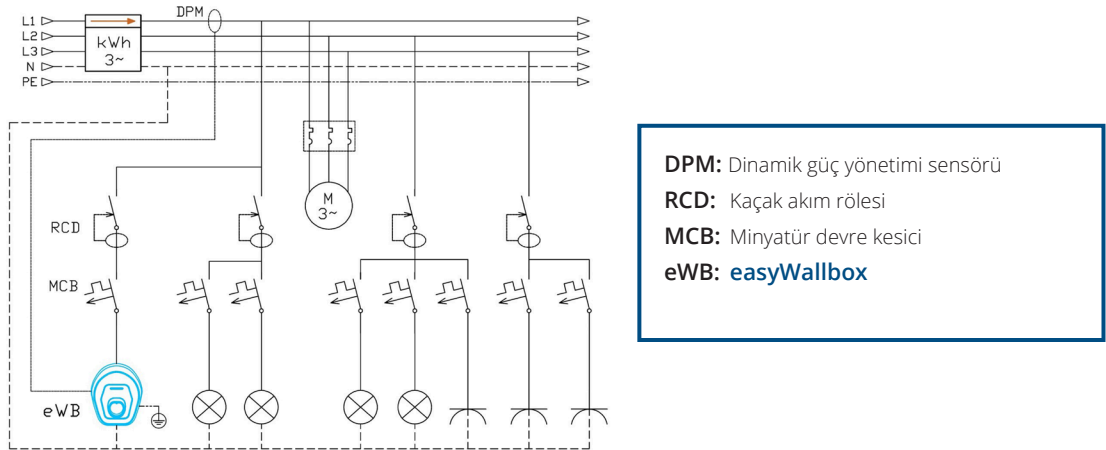 L1
L2
L3
N
PE
kWh
3~
DPM
M
3~
RCD
MCB
eWB
DPM: Dinamik güç yönetimi sensörü
RCD: Kaçak akım rölesi
MCB: Minyatür devre kesici
eWB: easyWallbox